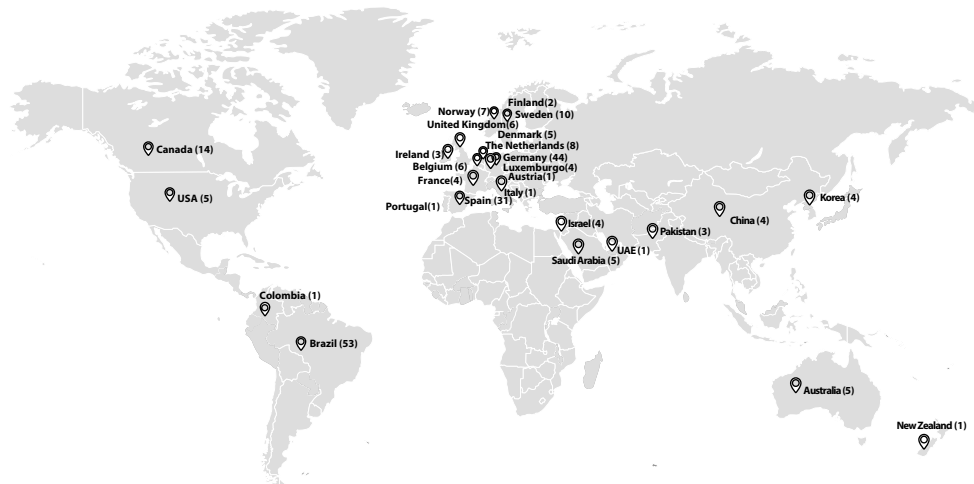 Finland(2)
Norway (7)
Sweden (10)
United Kingdom(6)
Denmark (5)
The Netherlands (8)
Ireland (3)
Germany (44)
Belgium (6)
Luxemburgo(4)
France(4)
Austria(1)
Italy (1)
Spain (31)
Portugal(1)
Canada (14)
USA (5)
Korea (4)
China (4)
Israel (4)
Pakistan (3)
UAE (1)
Saudi Arabia (5)
Colombia (1)
Brazil (53)
Australia (5)
New Zealand (1)